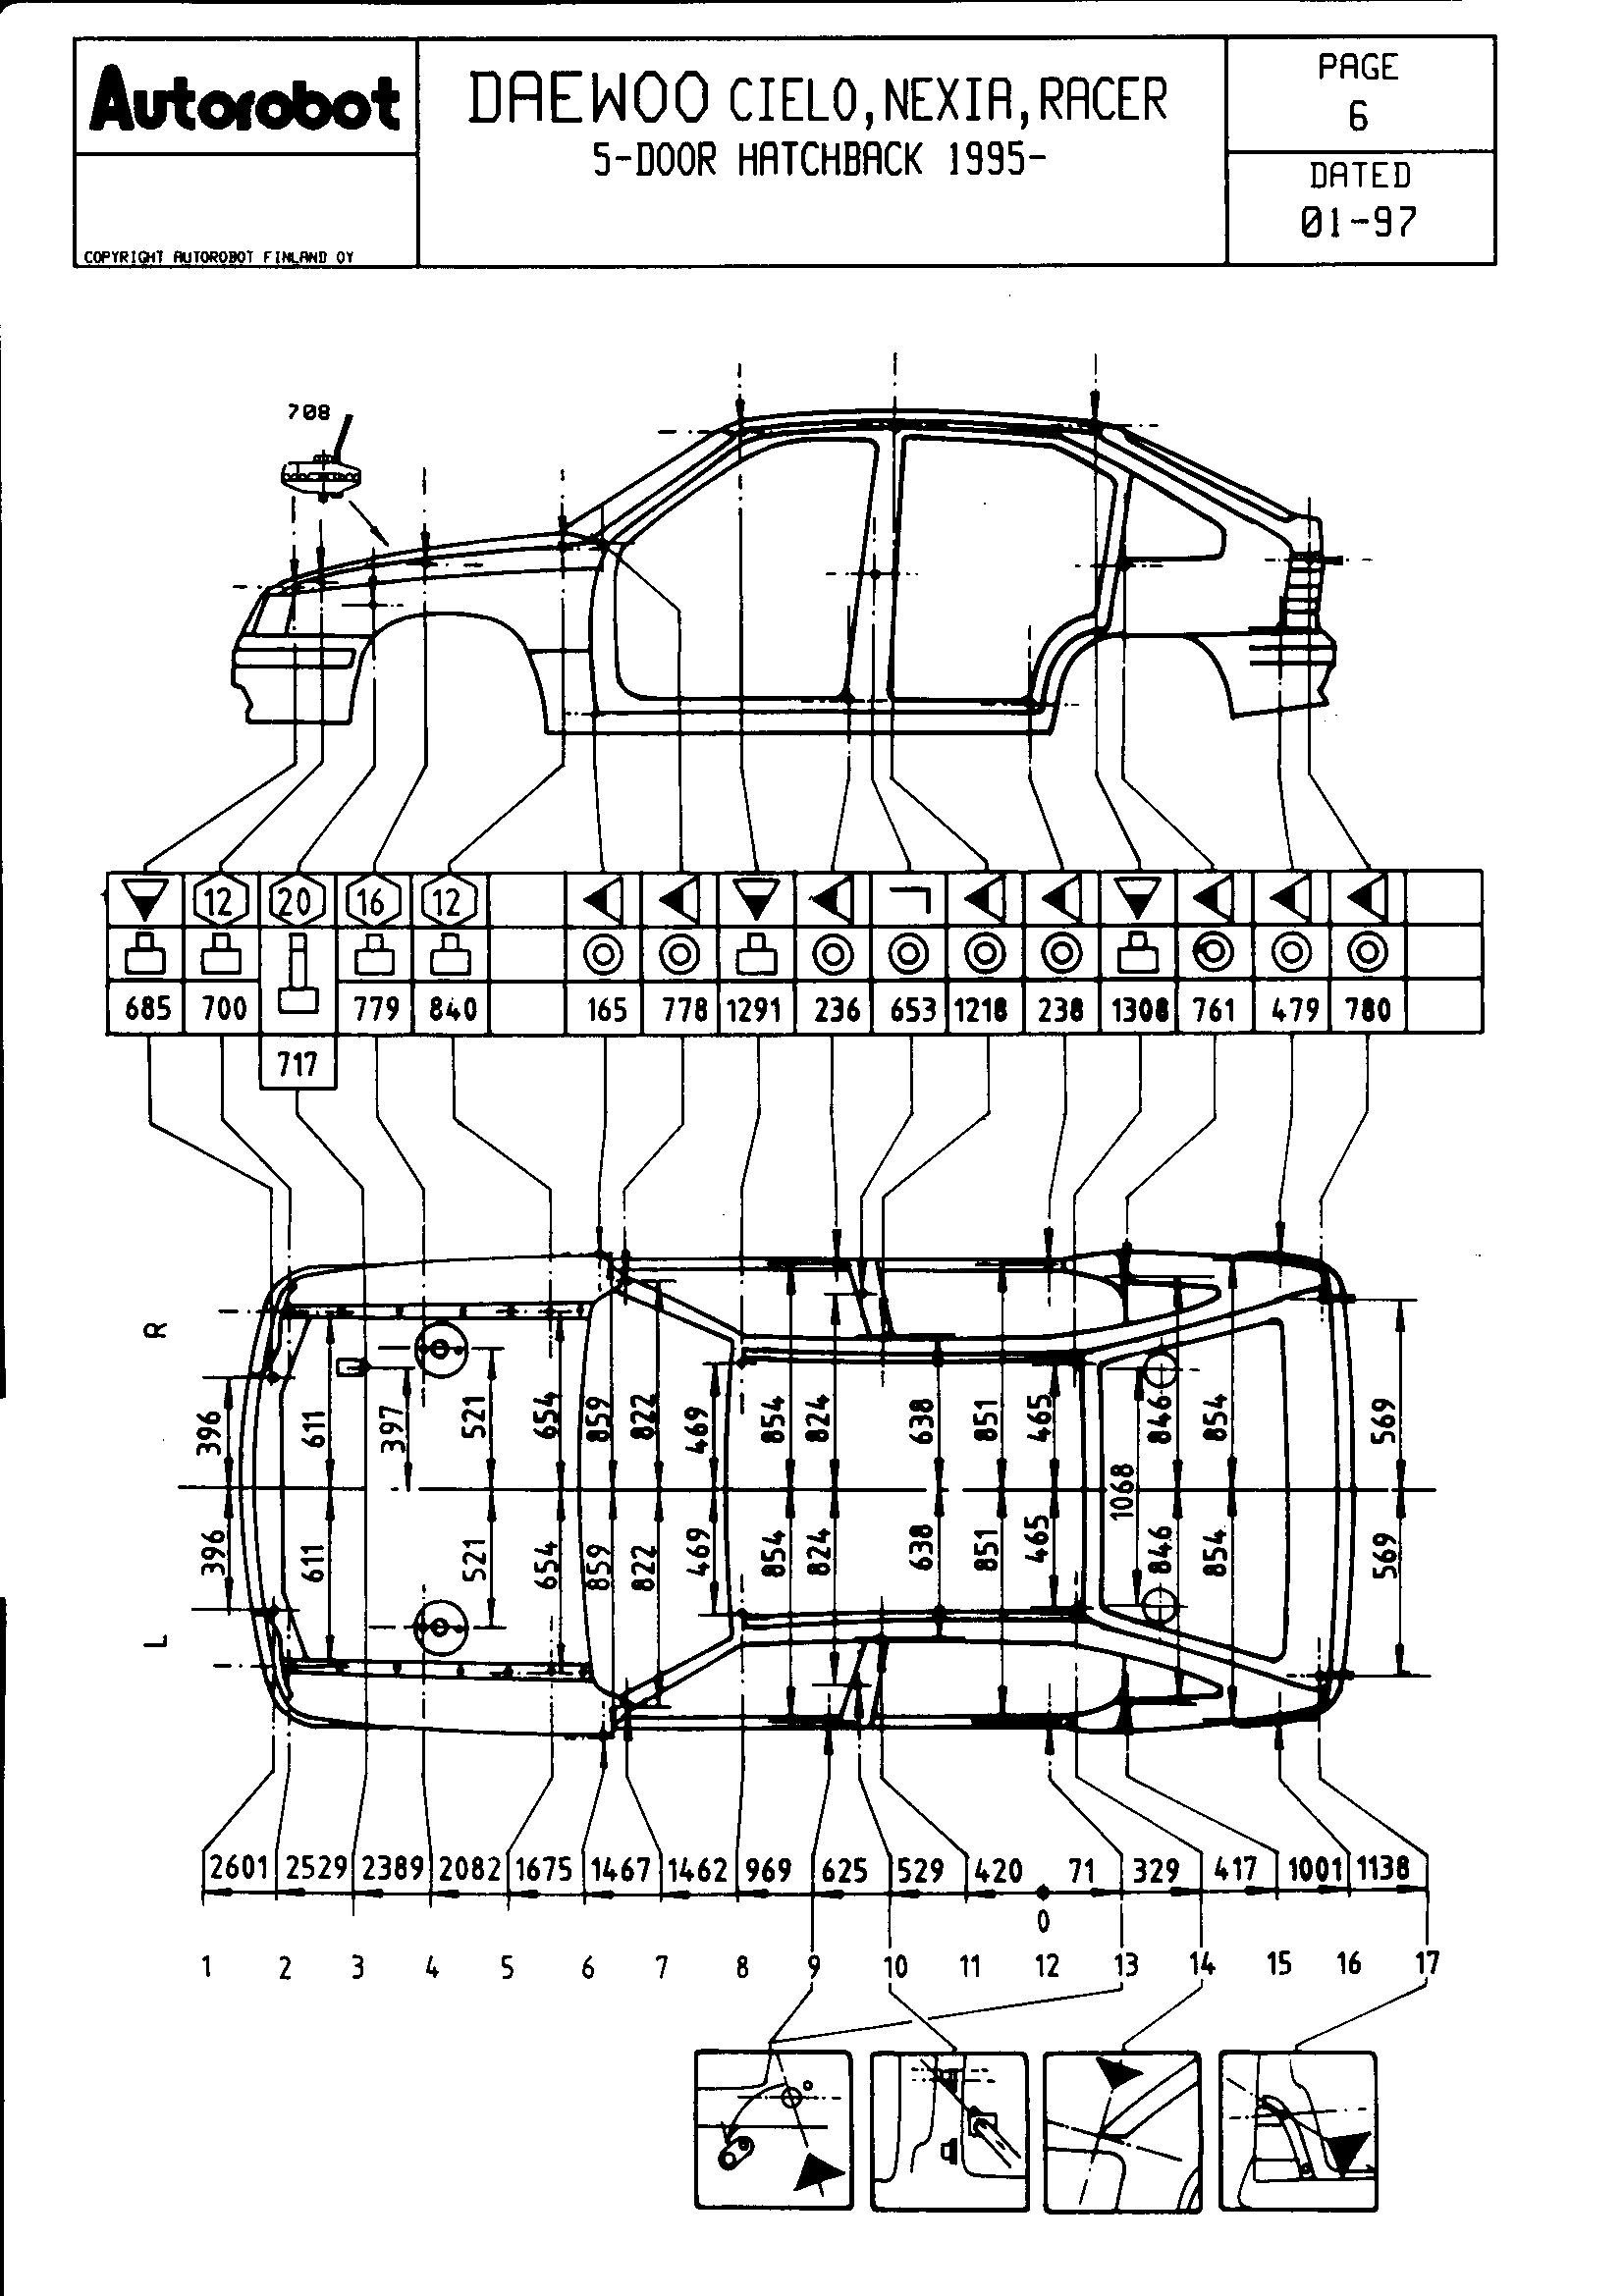 Autorobot
COPYRIGHT AUTOROBOT FINLAND OY
DAEWOO CIELO, NEXIA, RACER
5-DOOR HATCHBACK 1995-
PAGE
6
DATED
01-97
708
12 20 16 12
685 700 779 840 165 778 1291 236 653 1218 238 1308 761 479 780
717
R
396 611 397 521 654 859 822 469 854 824 638 851 465 846 854 569
1068
396 611 521 654 859 822 469 854 824 638 851 465 846 854 569
L
2601 2529 2389 2082 1675 1467 1462 969 625 529 420 71 329 417 1001 1138
0
1 2 3 4 5 6 7 8 9 10 11 12 13 14 15 16 17